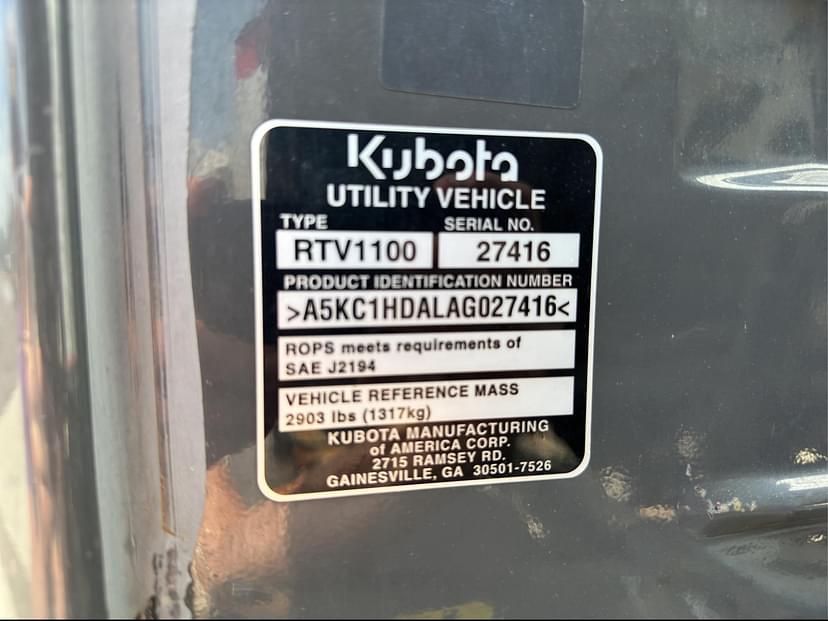 Kubota
UTILITY VEHICLE
TYPE SERIAL NO.
RTV1100 27416
PRODUCT IDENTIFICATION NUMBER
>A5KC1HDALAG027416<
ROPS meets requirements of
SAE J2194
VEHICLE REFERENCE MASS
2903 lbs (1317kg)
KUBOTA MANUFACTURING
of AMERICA CORP.
2715 RAMSEY RD.
GAINESVILLE, GA 30501-7526